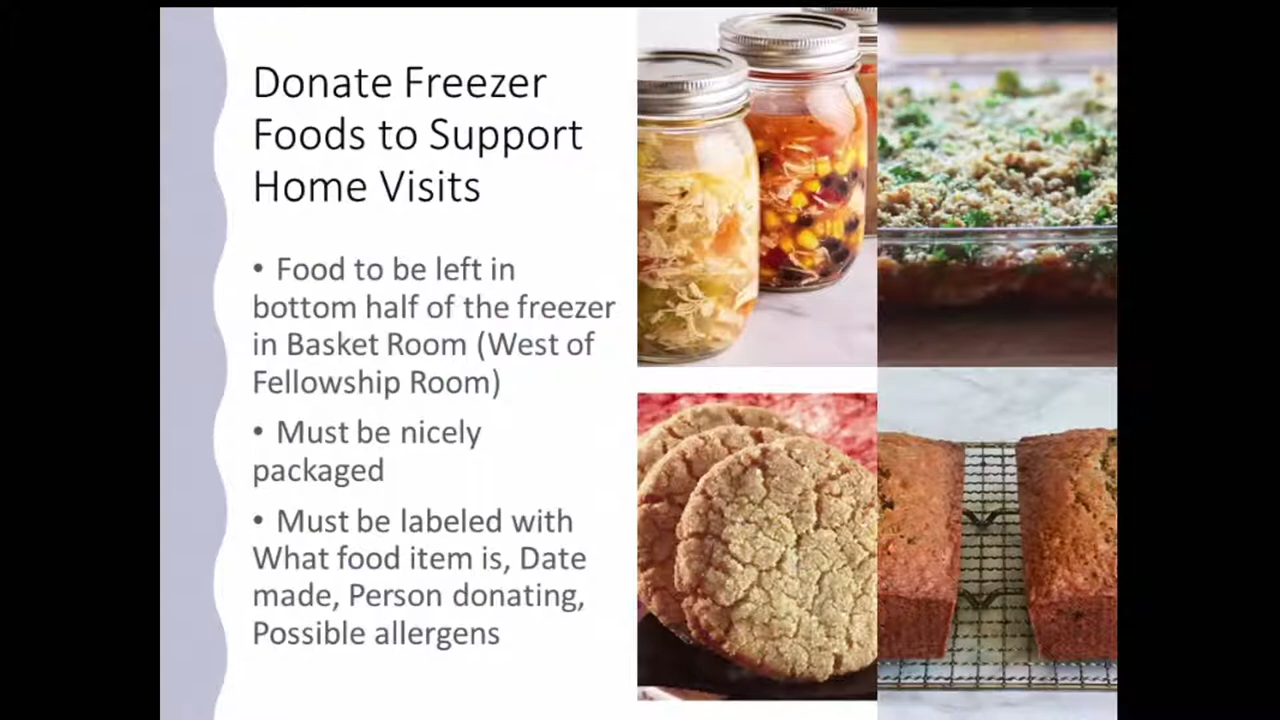 Donate Freezer
Foods to Support
Home Visits
• Food to be left in
bottom half of the freezer
in Basket Room (West of
Fellowship Room)
• Must be nicely
packaged
• Must be labeled with
What food item is, Date
made, Person donating,
Possible allergens